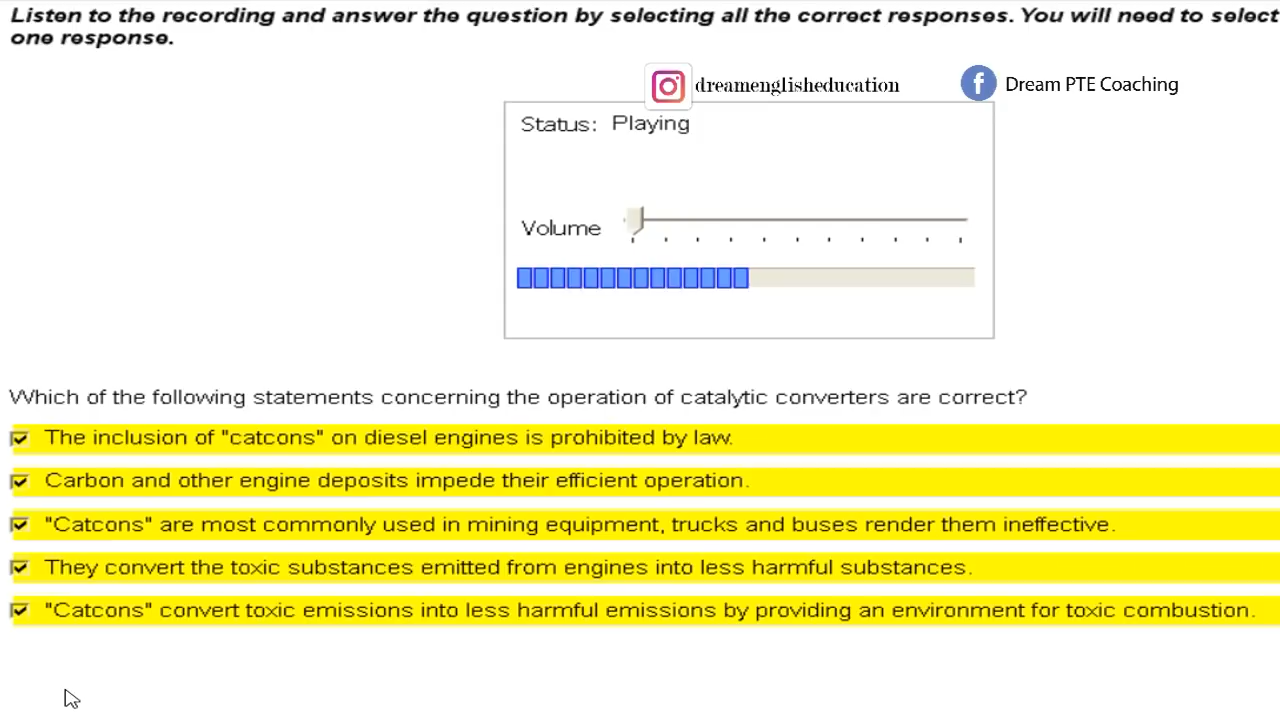 Listen to the recording and answer the question by selecting all the correct responses. You will need to select
one response.
dreamenglisheducation
Dream PTE Coaching
Status: Playing
Volume
Which of the following statements concerning the operation of catalytic converters are correct?
The inclusion of "catcons" on diesel engines is prohibited by law.
Carbon and other engine deposits impede their efficient operation.
"Catcons" are most commonly used in mining equipment, trucks and buses render them ineffective.
They convert the toxic substances emitted from engines into less harmful substances.
"Catcons" convert toxic emissions into less harmful emissions by providing an environment for toxic combustion.